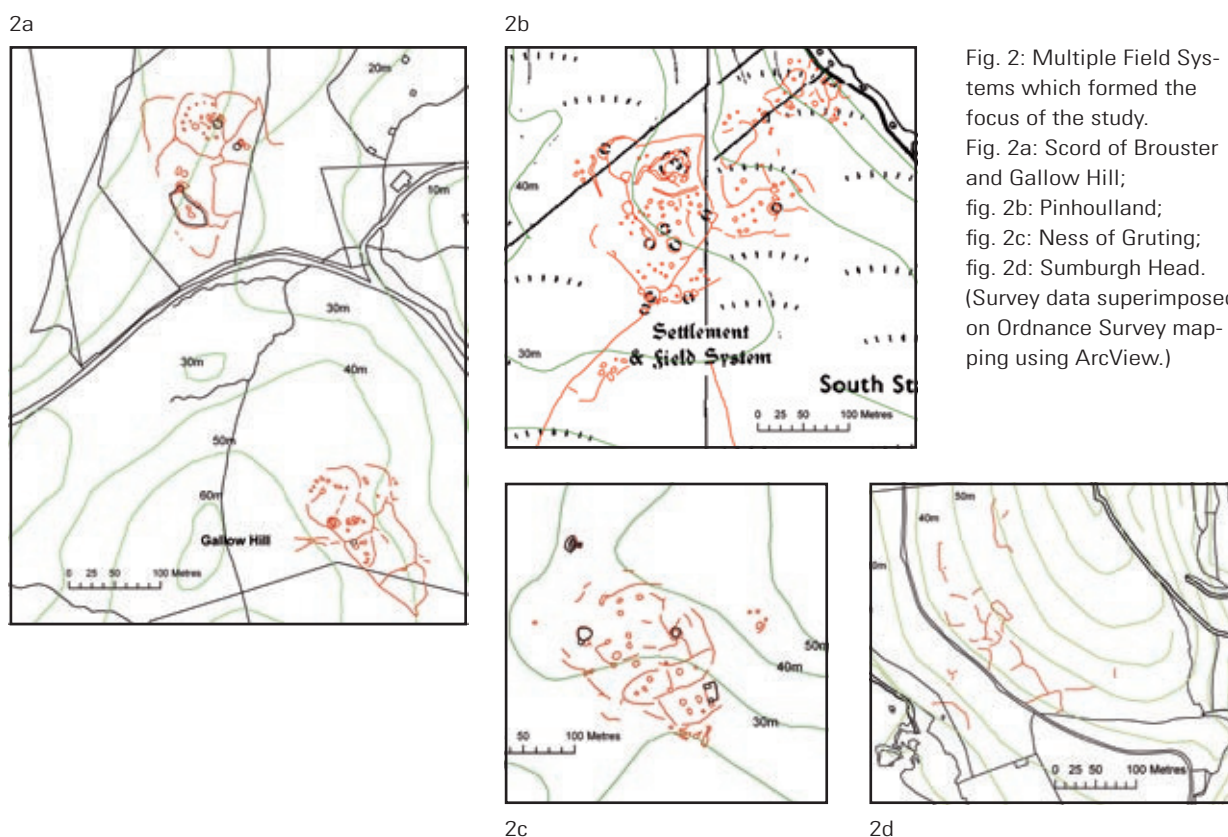 2a
20m
10m
30m
30m
40m
50m
60m
Gallow Hill
0 25 50 100 Metres
2b
40m
30m
Settlement
& Field System
South St
0 25 50 100 Metres
Fig. 2: Multiple Field Sys-
tems which formed the
focus of the study.
Fig. 2a: Scord of Brouster
and Gallow Hill;
fig. 2b: Pinhoulland;
fig. 2c: Ness of Gruting;
fig. 2d: Sumburgh Head.
(Survey data superimposed
on Ordnance Survey map-
ping using ArcView.)
50m
40m
30m
50 100 Metres
2c
50m
40m
0m
0 25 50 100 Metres
2d